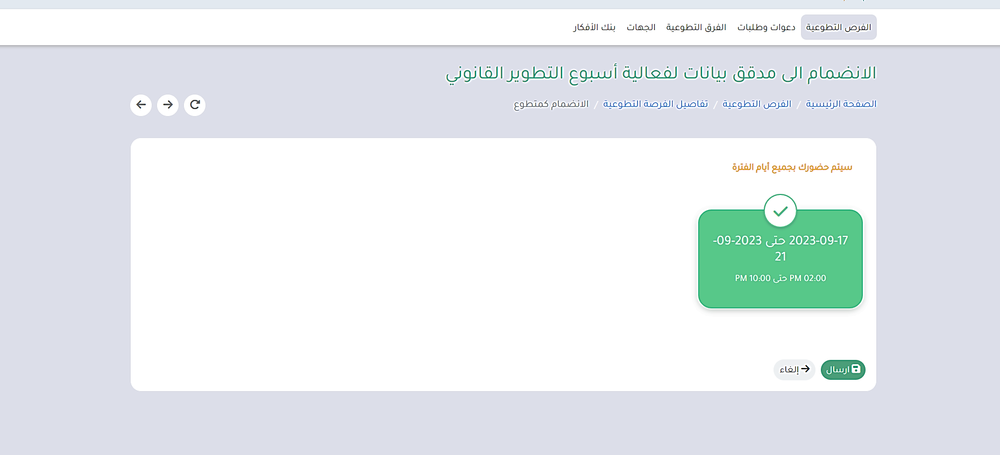 الفرص التطوعية دعوات وطلبات الفرق التطوعية الجهات بنك الأفكار
الانضمام الى مدقق بيانات لفعالية أسبوع التطوير القانوني
الصفحة الرئيسية / الفرص التطوعية / تفاصيل الفرصة التطوعية / الانضمام كمتطوع
سيتم حضورك بجميع أيام الفترة
2023-09-17 حتى 2023-09-
21
02:00 PM حتى 10:00 PM
ارسال إلغاء